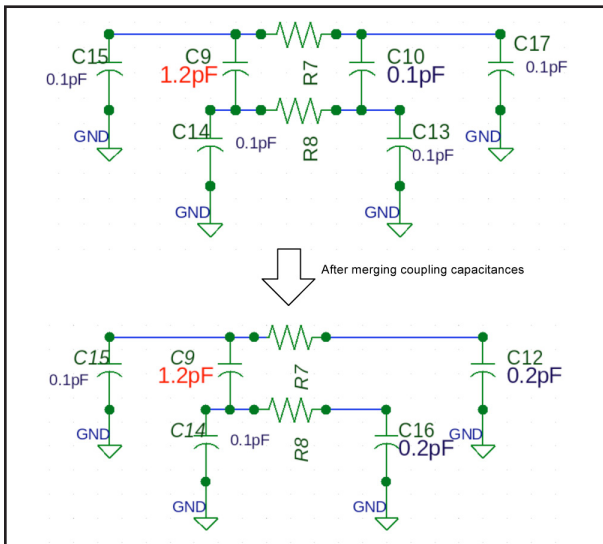 C15
0.1pF
C9
1.2pF
R7
C10
0.1pF
C17
0.1pF
GND
C14
0.1pF
R8
C13
0.1pF
GND
GND
GND
After merging coupling capacitances
C15
0.1pF
C9
1.2pF
R7
C12
0.2pF
GND
C14
0.1pF
R8
C16
0.2pF
GND
GND
GND